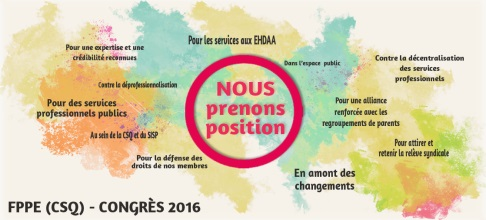 Pour une expertise et une
crédibilité reconnues
Pour les services aux EHDAA
Dans l'espace public
Contre la décentralisation
des services
professionnels
Contre la déprofessionnalisation
NOUS
prenons
position
Pour des services
professionnels publics
Pour une alliance
renforcée avec les
regroupements de parents
Au sein de la CSQ et du SISP
Pour attirer et
retenir la relève syndicale
Pour la défense des
droits de nos membres
En amont des
changements
FPPE (CSQ) - CONGRÈS 2016